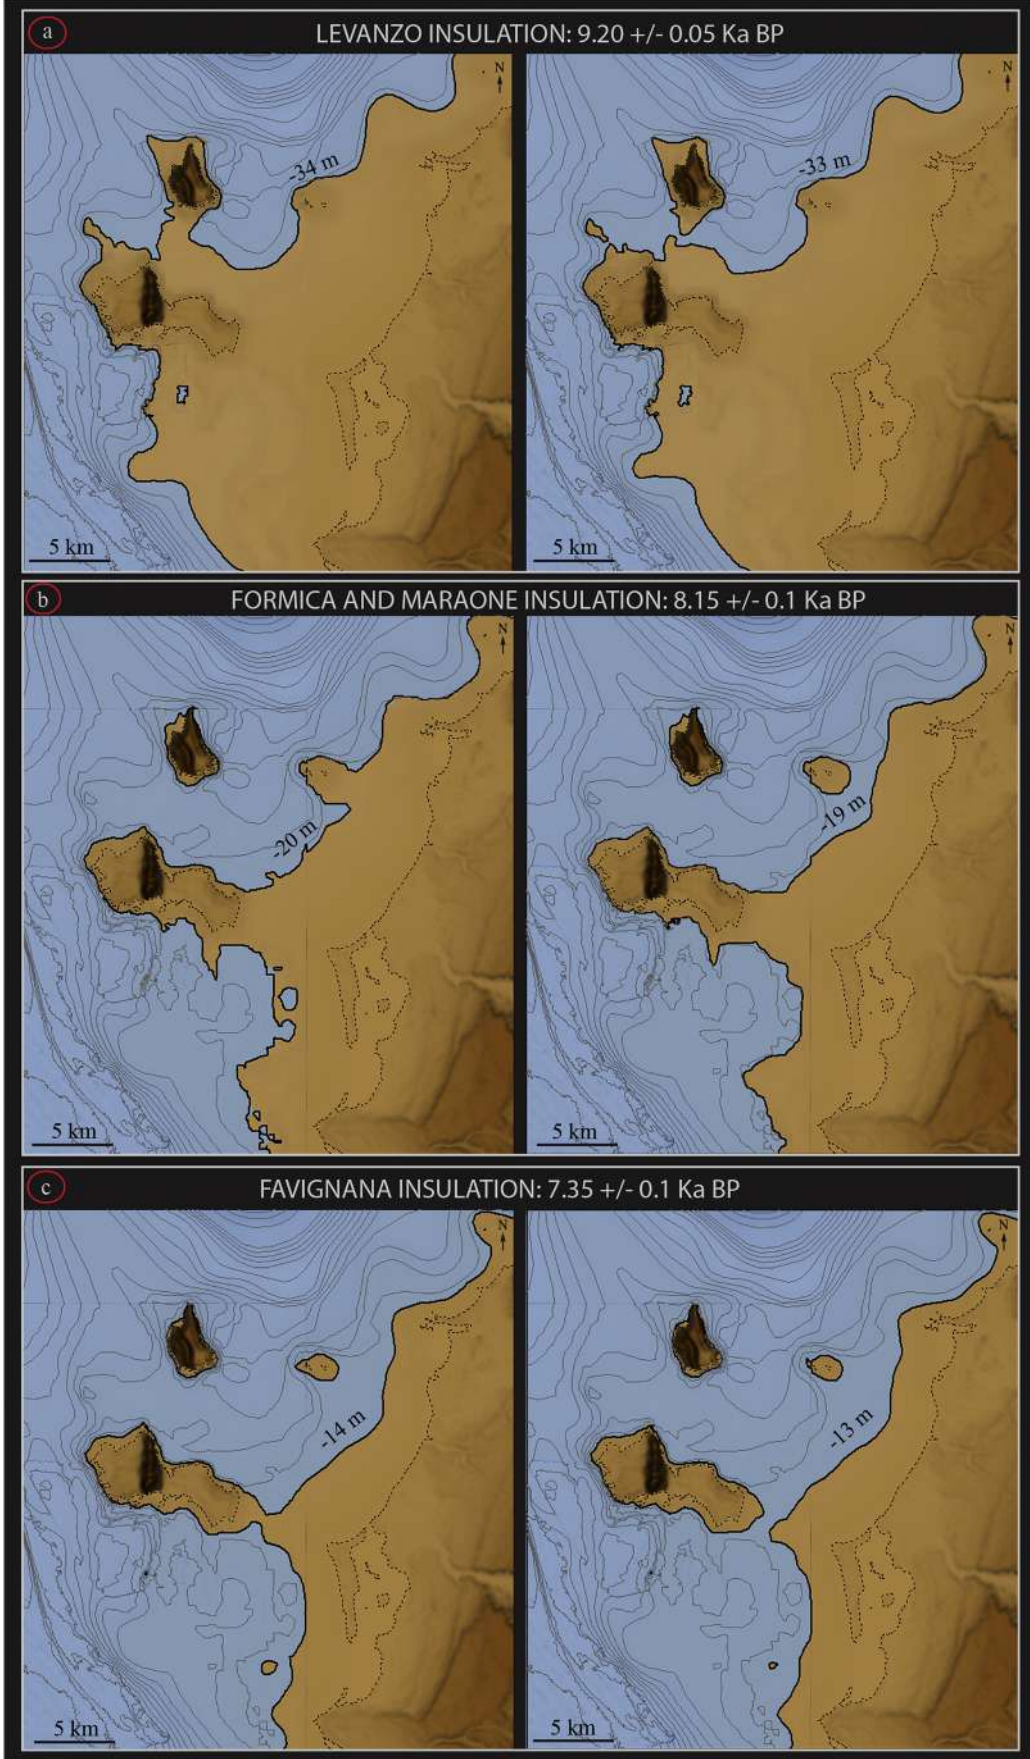 a
LEVANZO INSULATION: 9.20 +/- 0.05 Ka BP
N
-34 m
5 km
N
-33 m
5 km
b
FORMICA AND MARAONE INSULATION: 8.15 +/- 0.1 Ka BP
N
-20 m
5 km
N
-19 m
5 km
c
FAVIGNANA INSULATION: 7.35 +/- 0.1 Ka BP
N
-14 m
5 km
N
-13 m
5 km